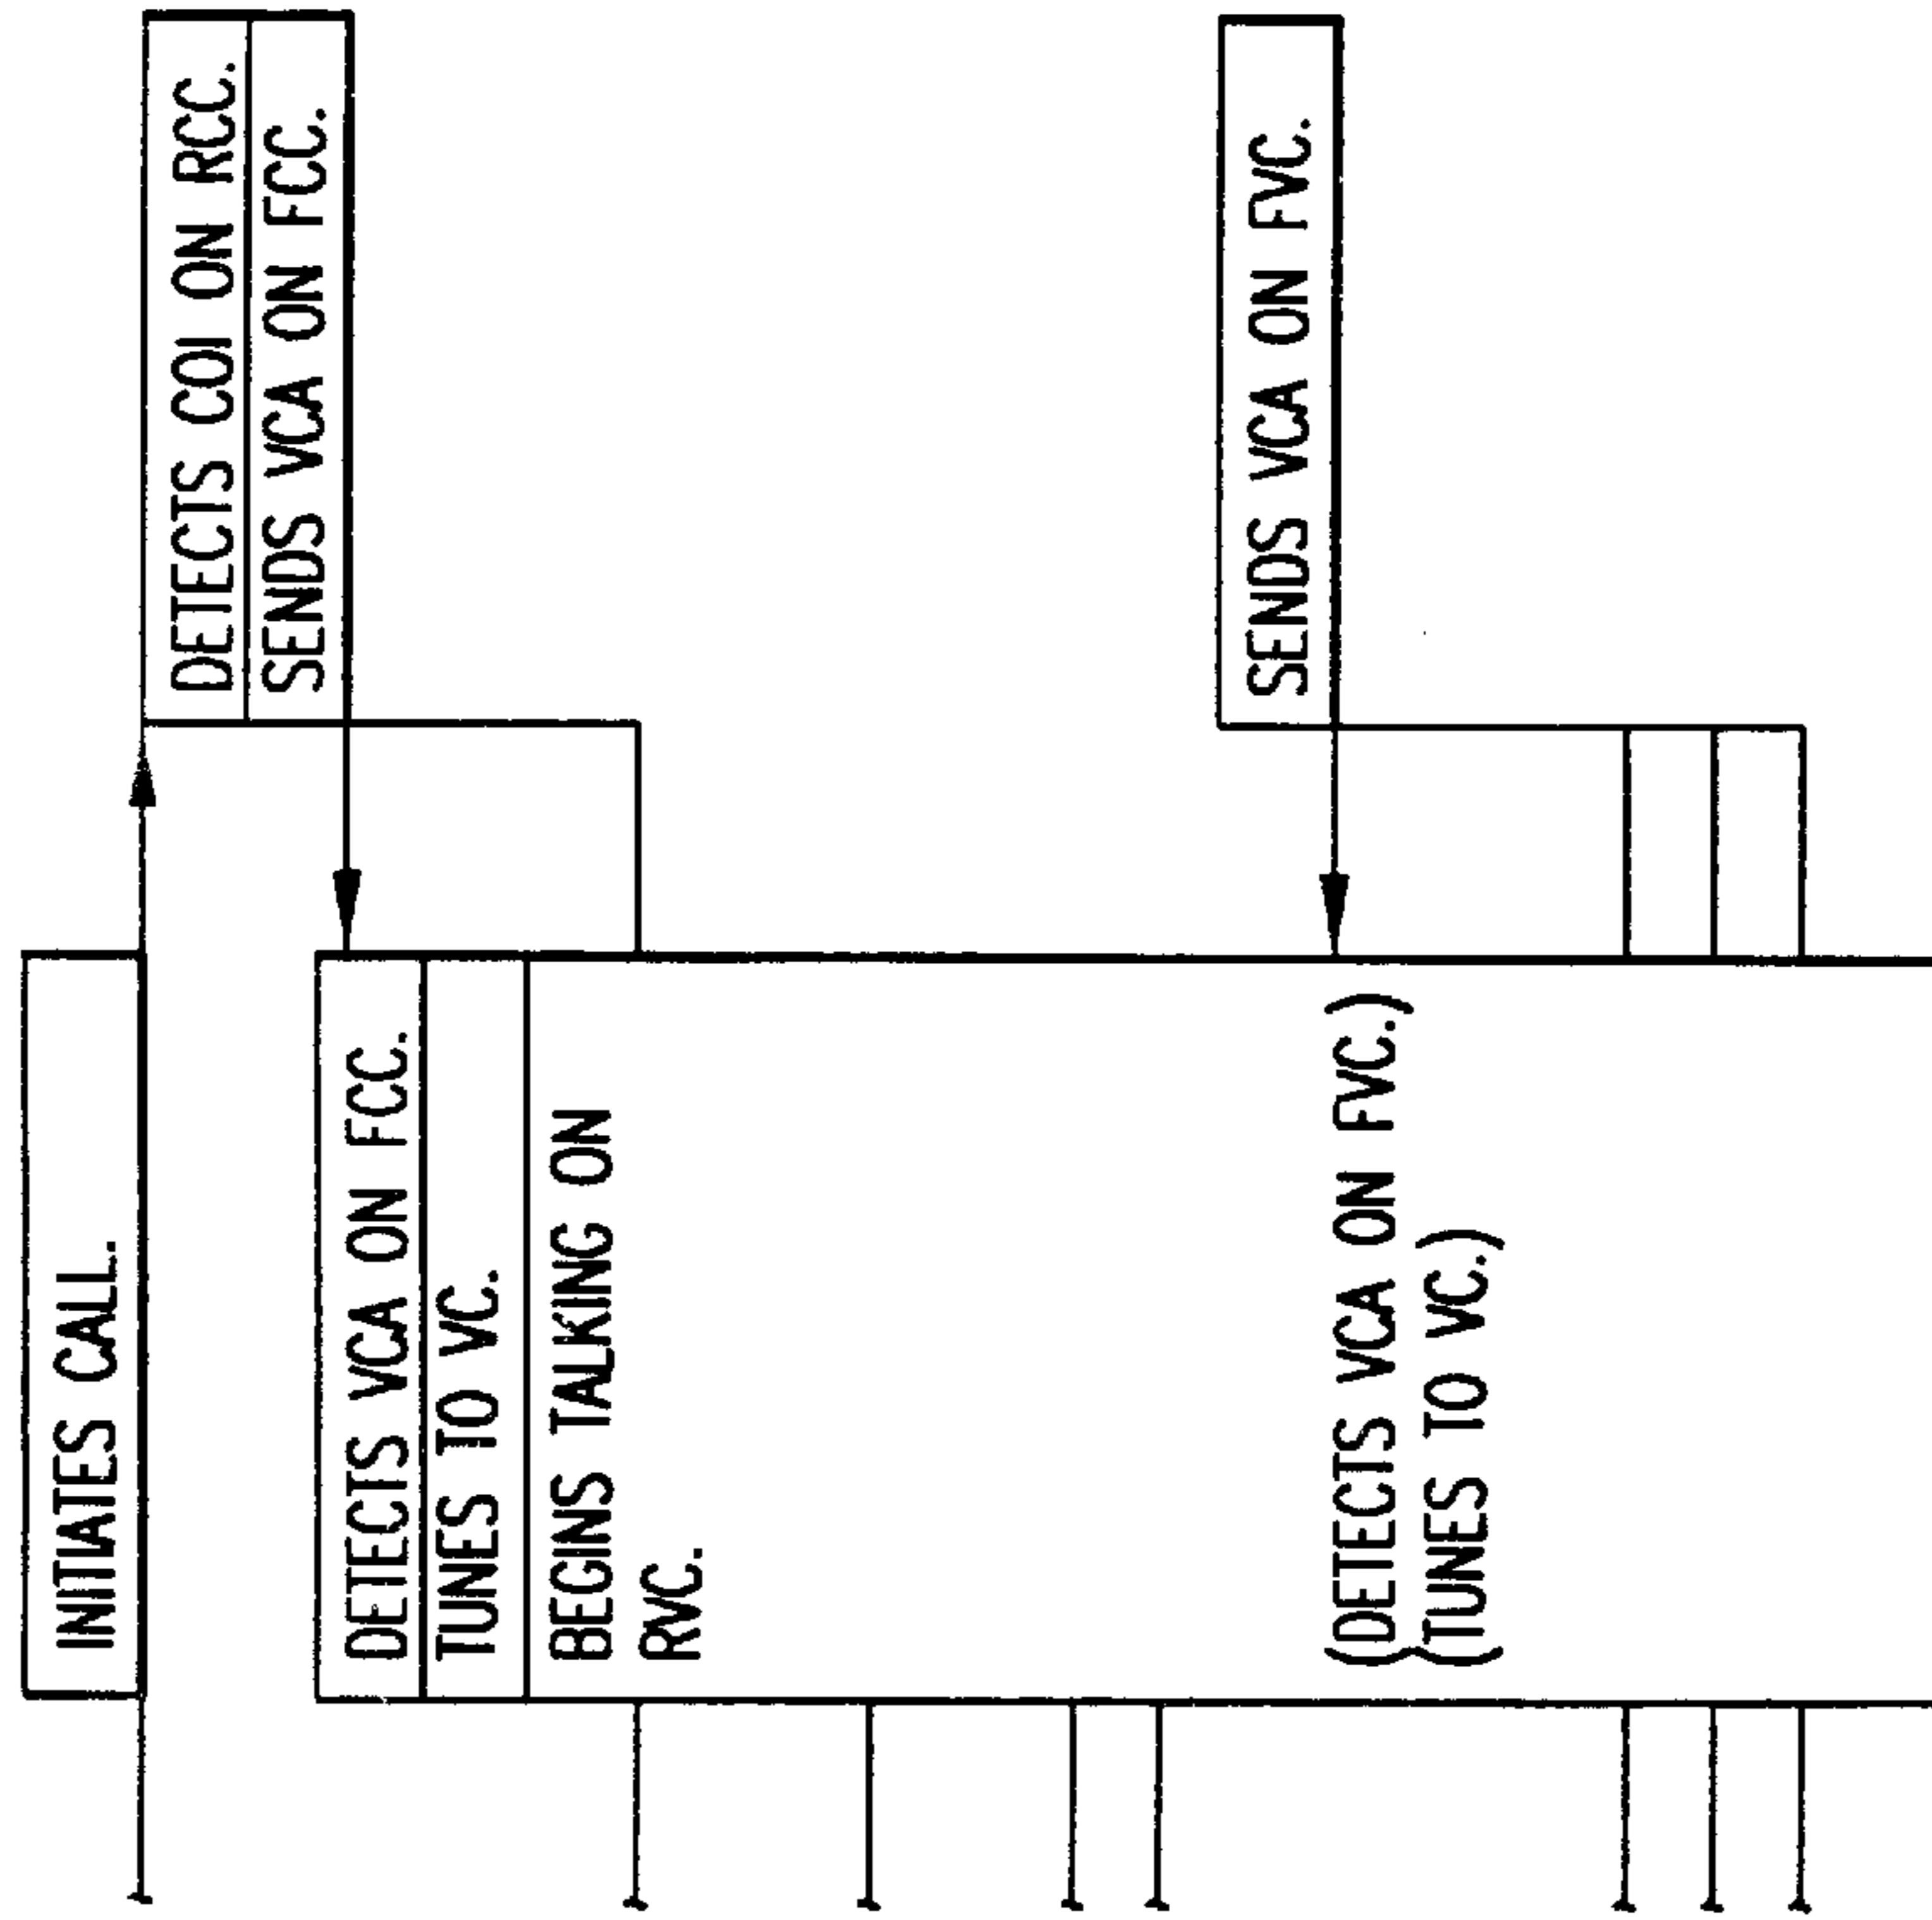 INITIATES CALL.
DETECTS COI ON RCC.
SENDS VCA ON FCC.
DETECTS VCA ON FCC.
TUNES TO VC.
BEGINS TALKING ON
RVC.
SENDS VCA ON FVC.
(DETECTS VCA ON FVC.)
(TUNES TO VC.)